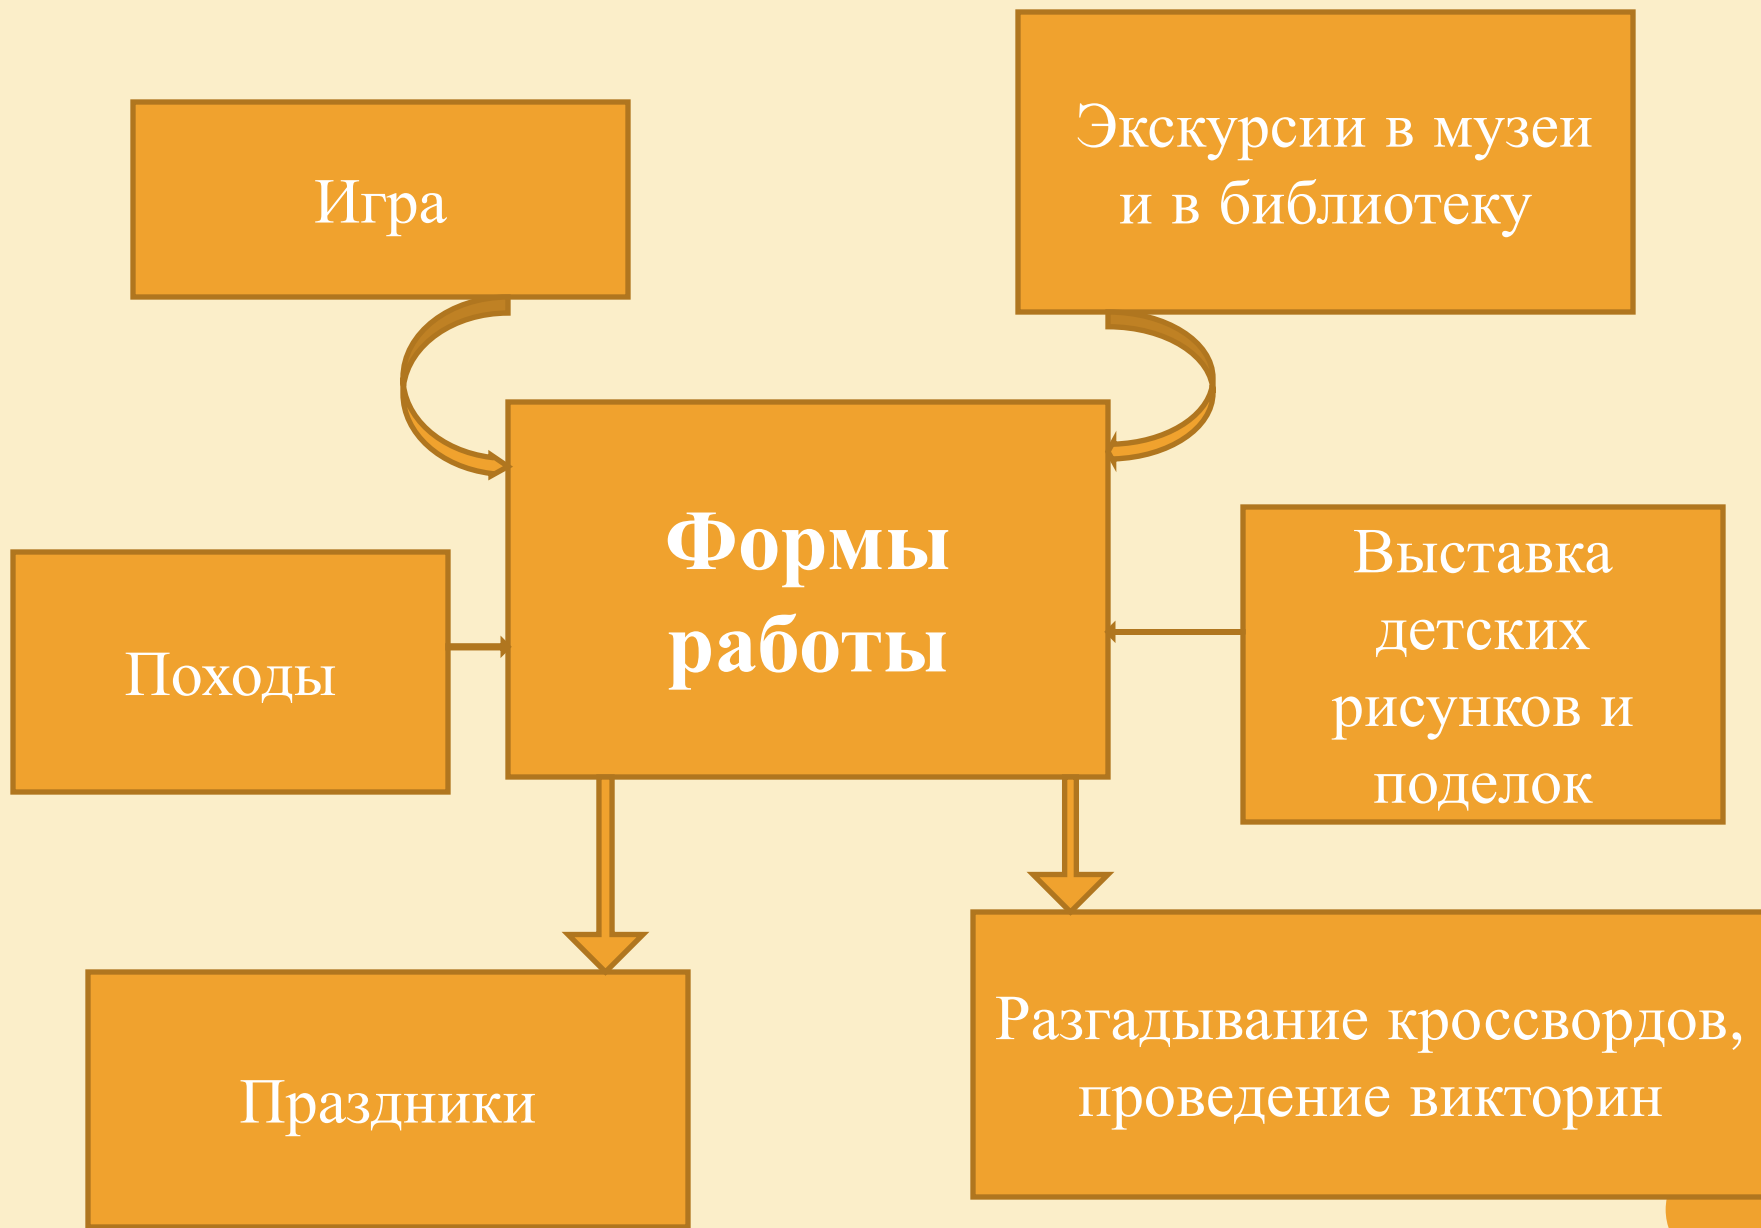 Игра
Экскурсии в музеи
и в библиотеку
Формы
работы
Походы
Выставка
детских
рисунков и
поделок
Праздники
Разгадывание кроссвордов,
проведение викторин